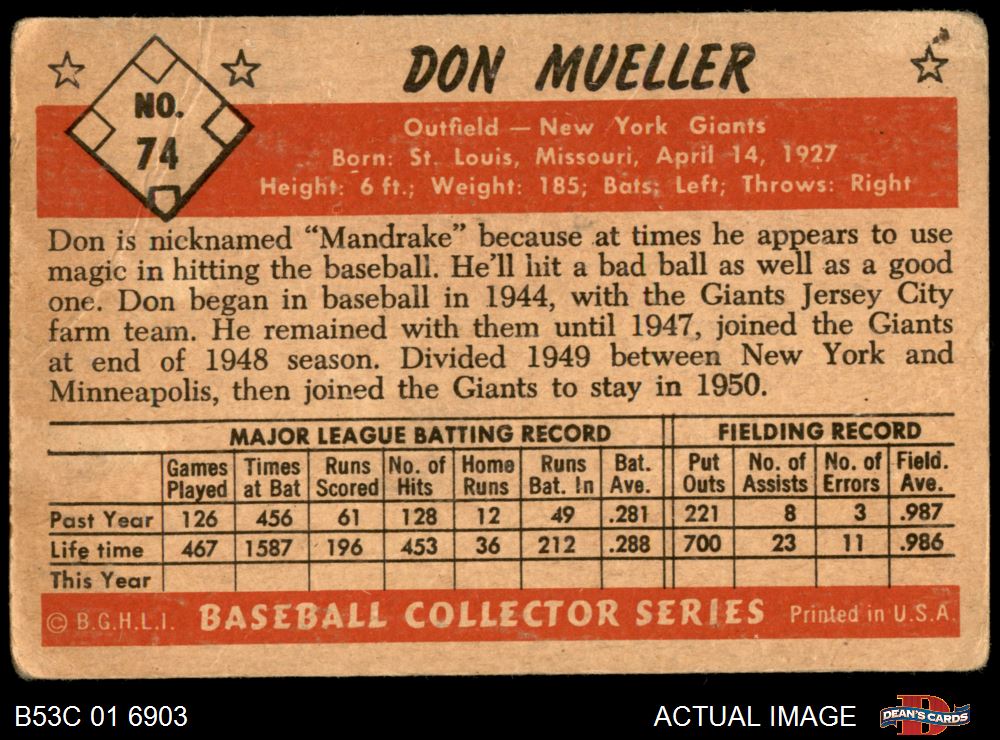 DON MUELLER
NO.
74
Outfield — New York Giants
Born: St. Louis, Missouri, April 14, 1927
Height: 6 ft.; Weight: 185; Bats: Left; Throws: Right
Don is nicknamed “Mandrake” because at times he appears to use
magic in hitting the baseball. He’ll hit a bad ball as well as a good
one. Don began in baseball in 1944, with the Giants Jersey City
farm team. He remained with them until 1947, joined the Giants
at end of 1948 season. Divided 1949 between New York and
Minneapolis, then joined the Giants to stay in 1950.
MAJOR LEAGUE BATTING RECORD FIELDING RECORD
Games Times Runs No. of Home Runs Bat. Put No. of No. of Field.
Played at Bat Scored Hits Runs Bat. In Ave. Outs Assists Errors Ave.
Past Year 126 456 61 128 12 49 .281 221 8 3 .987
Life time 467 1587 196 453 36 212 .288 700 23 11 .986
This Year
© B.G.H.L.I. BASEBALL COLLECTOR SERIES Printed in U.S.A.
B53C 01 6903 ACTUAL IMAGE DEAN'S CARDS